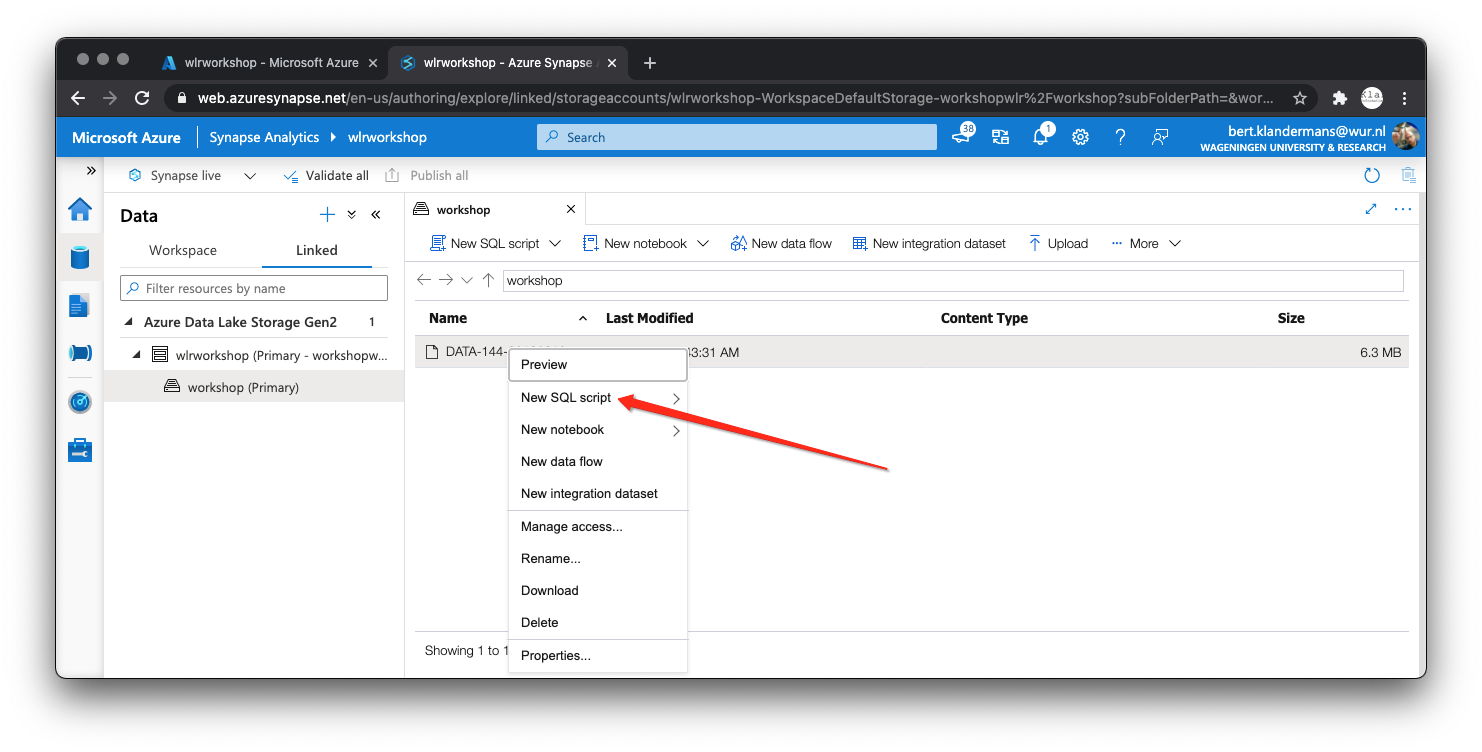 wlrworkshop - Microsoft Azure
wlrworkshop - Azure Synapse
web.azuresynapse.net/en-us/authoring/explore/linked/storageaccounts/wlrworkshop-WorkspaceDefaultStorage-workshopwlr%2Fworkshop?subFolderPath=&wor...
Microsoft Azure
Synapse Analytics
wlrworkshop
Search
38
1
?
bert.klandermans@wur.nl
WAGENINGEN UNIVERSITY & RESEARCH
Synapse live
Validate all
Publish all
Data
Workspace
Linked
Filter resources by name
Azure Data Lake Storage Gen2 1
wlrworkshop (Primary - workshopw...
workshop (Primary)
workshop
New SQL script
New notebook
New data flow
New integration dataset
Upload
More
workshop
Name Last Modified Content Type Size
DATA-144- 3:31 AM 6.3 MB
Preview
New SQL script
New notebook
New data flow
New integration dataset
Manage access...
Rename...
Download
Delete
Showing 1 to 1
Properties...